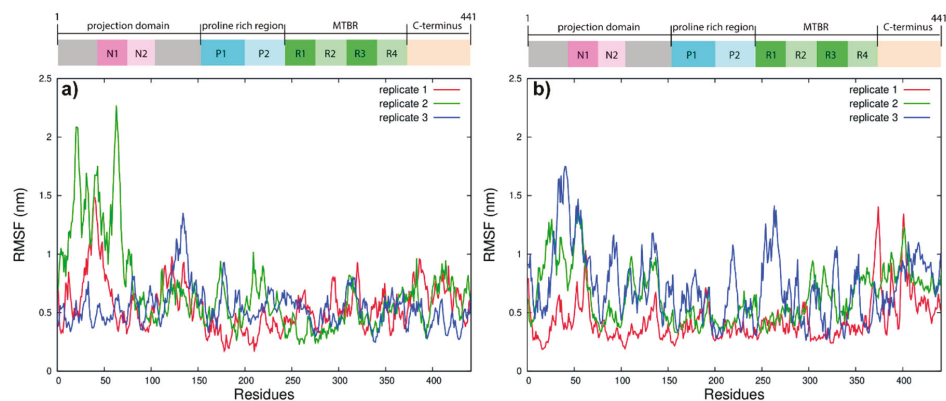 1 441
projection domain proline rich region MTBR C-terminus
N1 N2 P1 P2 R1 R2 R3 R4
a)
replicate 1
replicate 2
replicate 3
RMSF (nm)
2.5
2
1.5
1
0.5
0
0 50 100 150 200 250 300 350 400
Residues
1 441
projection domain proline rich region MTBR C-terminus
N1 N2 P1 P2 R1 R2 R3 R4
b)
replicate 1
replicate 2
replicate 3
RMSF (nm)
2.5
2
1.5
1
0.5
0
0 50 100 150 200 250 300 350 400
Residues